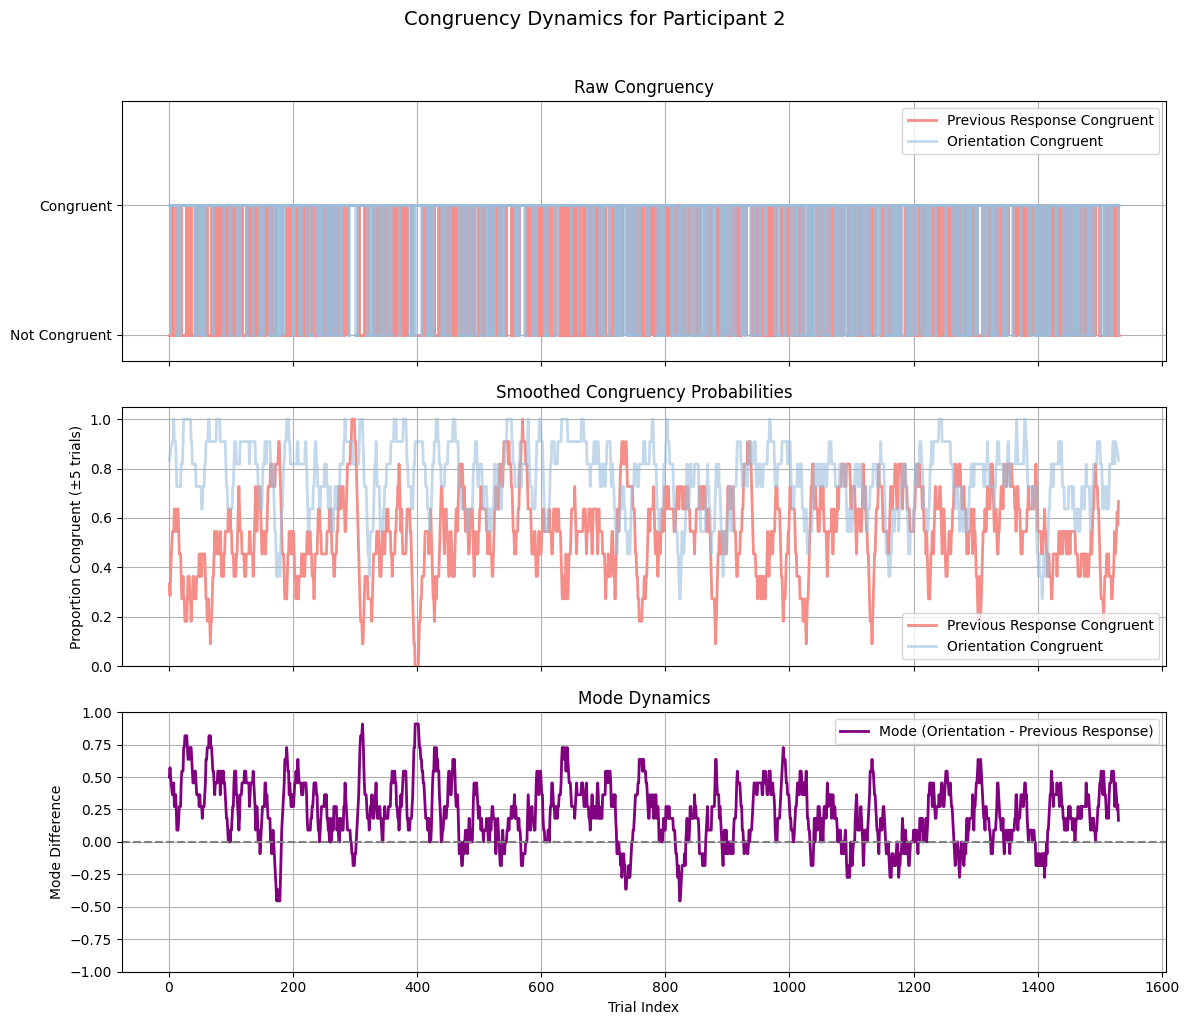 Congruency Dynamics for Participant 2
Raw Congruency
Previous Response Congruent
Orientation Congruent
Congruent
Not Congruent
Smoothed Congruency Probabilities
Proportion Congruent (±5 trials)
1.0
0.8
0.6
0.4
0.2
0.0
Previous Response Congruent
Orientation Congruent
Mode Dynamics
Mode Difference
1.00
0.75
0.50
0.25
0.00
−0.25
−0.50
−0.75
−1.00
Mode (Orientation - Previous Response)
0 200 400 600 800 1000 1200 1400 1600
Trial Index